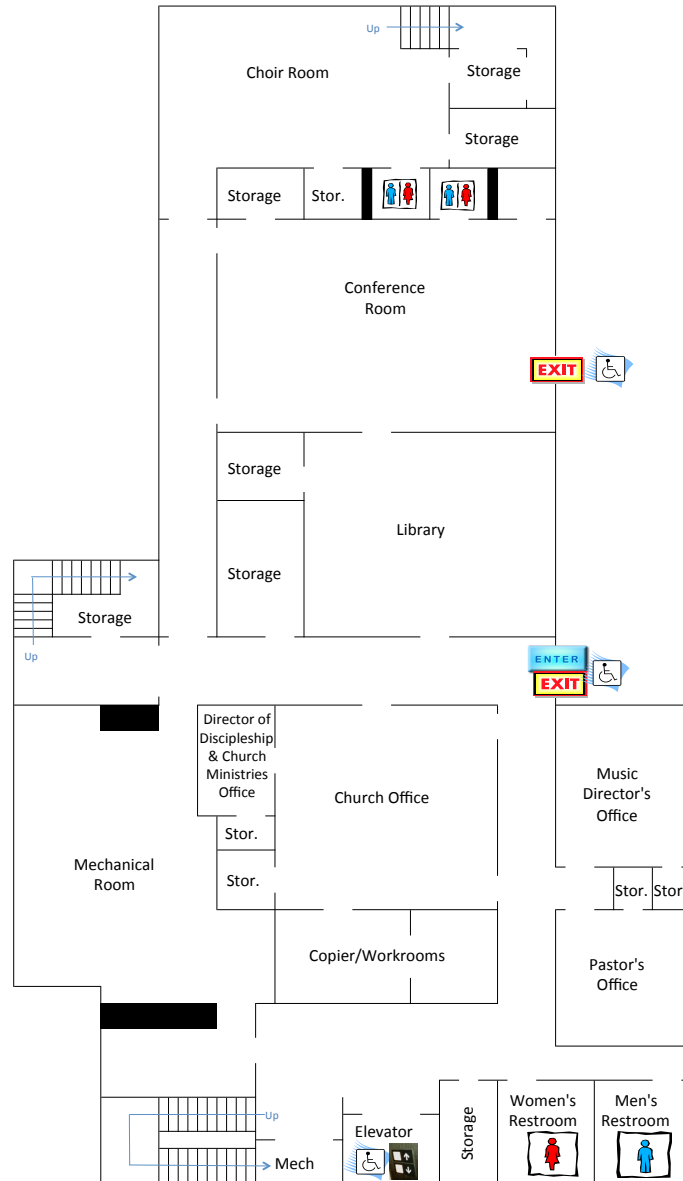 Up
Choir Room
Storage
Storage
Storage
Stor.
Conference
Room
EXIT
Storage
Library
Storage
Storage
Up
ENTER
EXIT
Director of
Discipleship
& Church
Ministries
Office
Church Office
Music
Director's
Office
Stor.
Mechanical
Room
Stor.
Stor.
Stor
Copier/Workrooms
Pastor's
Office
Up
Mech
Elevator
Storage
Women's
Restroom
Men's
Restroom